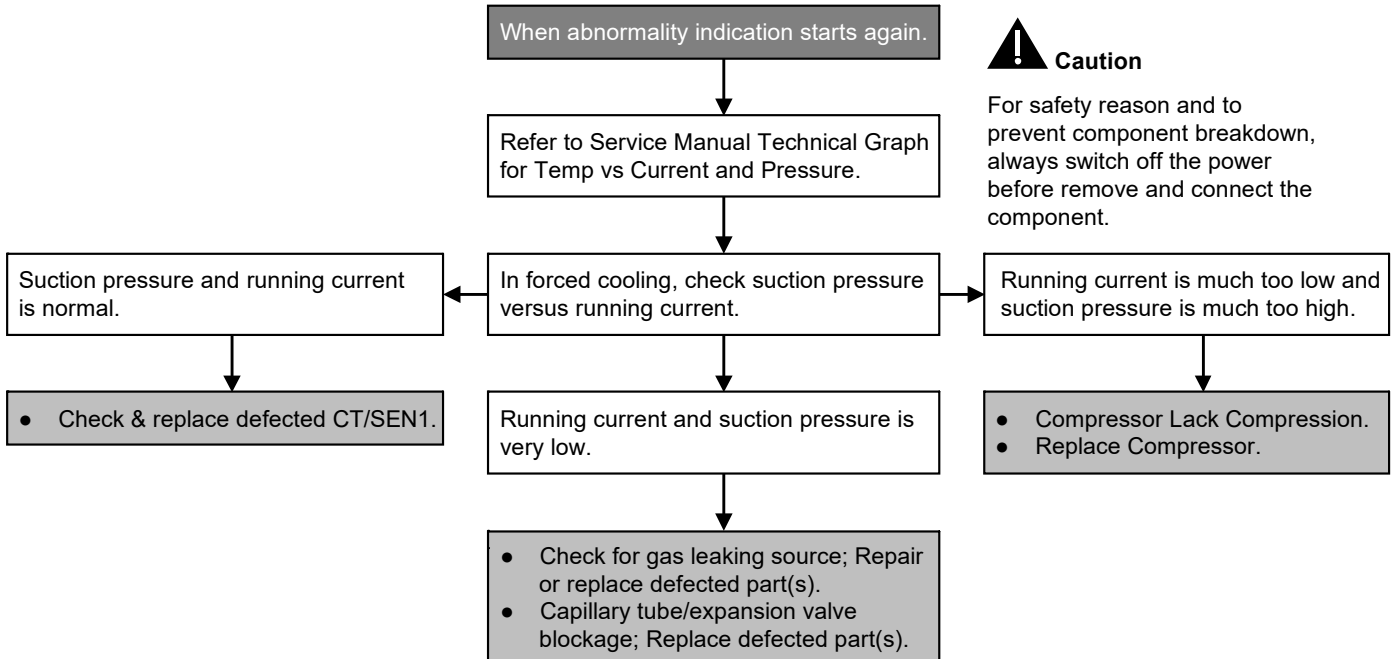 When abnormality indication starts again.
Caution
For safety reason and to
prevent component breakdown,
always switch off the power
before remove and connect the
component.
Refer to Service Manual Technical Graph
for Temp vs Current and Pressure.
Suction pressure and running current
is normal.
In forced cooling, check suction pressure
versus running current.
Running current is much too low and
suction pressure is much too high.
● Check & replace defected CT/SEN1.
Running current and suction pressure is
very low.
● Compressor Lack Compression.
● Replace Compressor.
● Check for gas leaking source; Repair
or replace defected part(s).
● Capillary tube/expansion valve
blockage; Replace defected part(s).